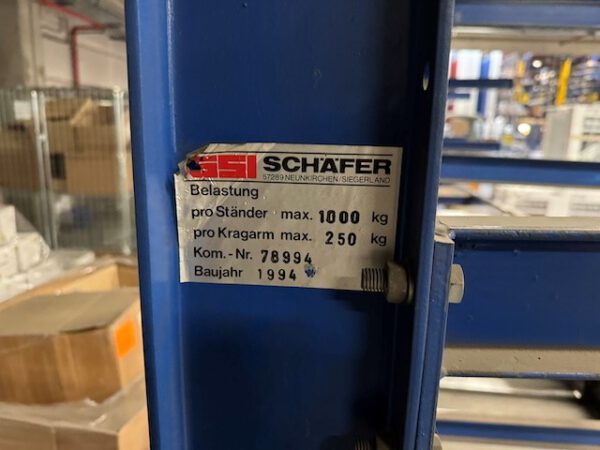 SSI SCHÄFER
57289 NEUNKIRCHEN/SIEGERLAND
Belastung
pro Ständer max. 1000 kg
pro Kragarm max. 250 kg
Kom.-Nr. 78994
Baujahr 1994